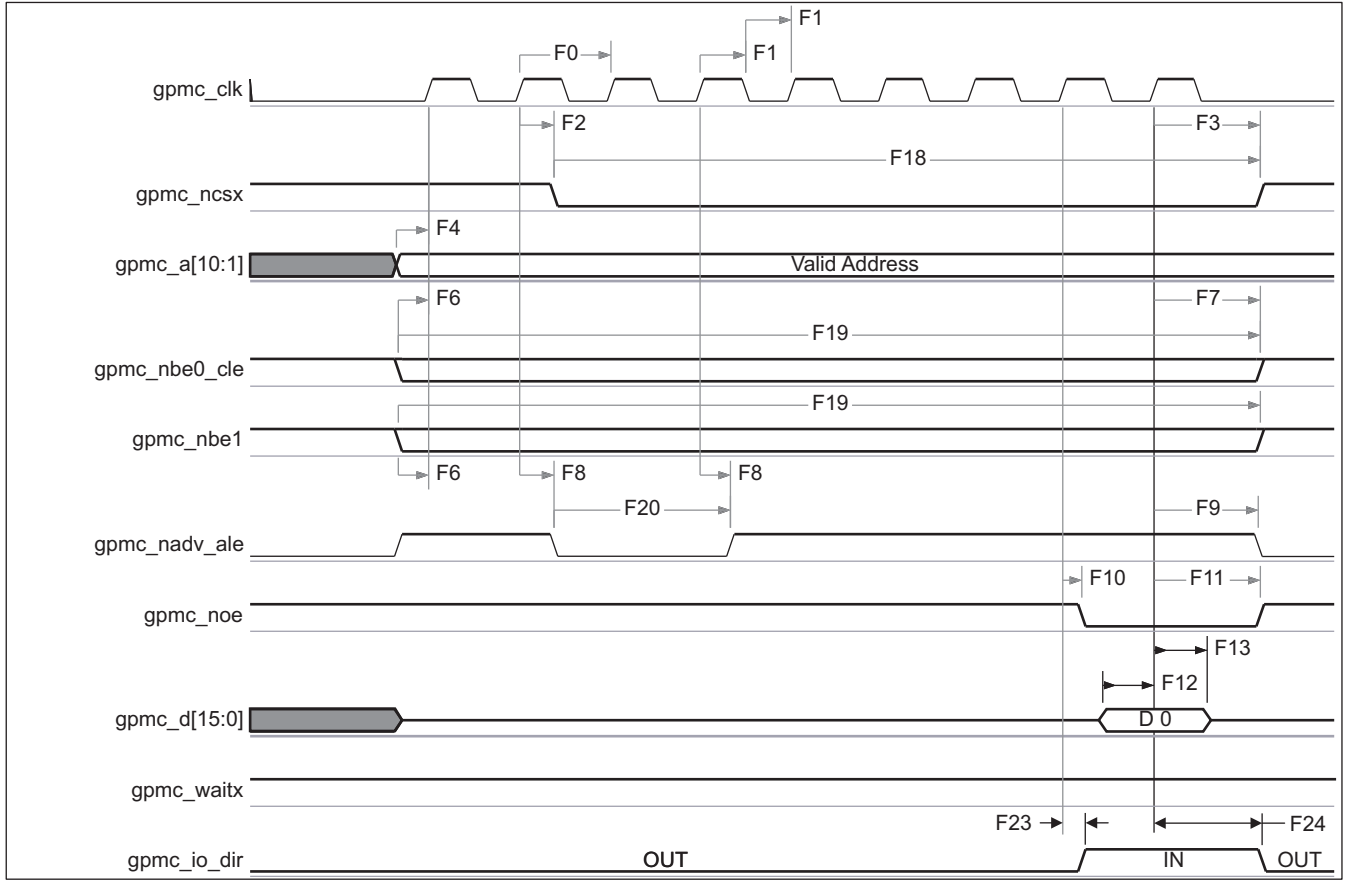 F1
F0
F1
gpmc_clk
F2
F3
F18
gpmc_ncsx
F4
gpmc_a[10:1]
Valid Address
F6
F7
F19
gpmc_nbe0_cle
F19
gpmc_nbe1
F6
F8
F8
F20
F9
gpmc_nadv_ale
F10
F11
gpmc_noe
F13
F12
gpmc_d[15:0]
D 0
gpmc_waitx
F23
F24
gpmc_io_dir
OUT
IN
OUT